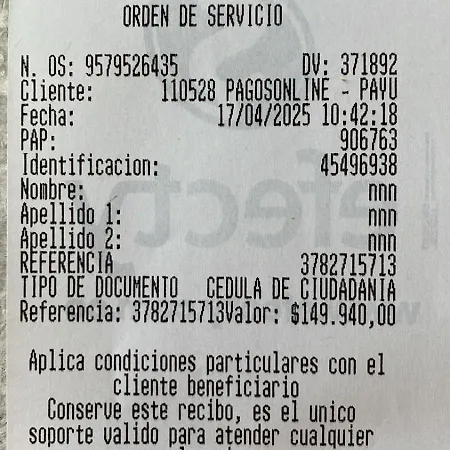 ORDEN DE SERVICIO
N. OS: 9579526435 DV: 371892
Cliente: 110528 PAGOSONLINE - PAYU
Fecha: 17/04/2025 10:42:18
PAP: 906763
Identificacion: 45496938
Nombre: nnn
Apellido 1: nnn
Apellido 2: nnn
REFERENCIA 3782715713
TIPO DE DOCUMENTO CEDULA DE CIUDADANIA
Referencia: 3782715713Valor: $149.940,00
Aplica condiciones particulares con el
cliente beneficiario
Conserve este recibo, es el unico
soporte valido para atender cualquier